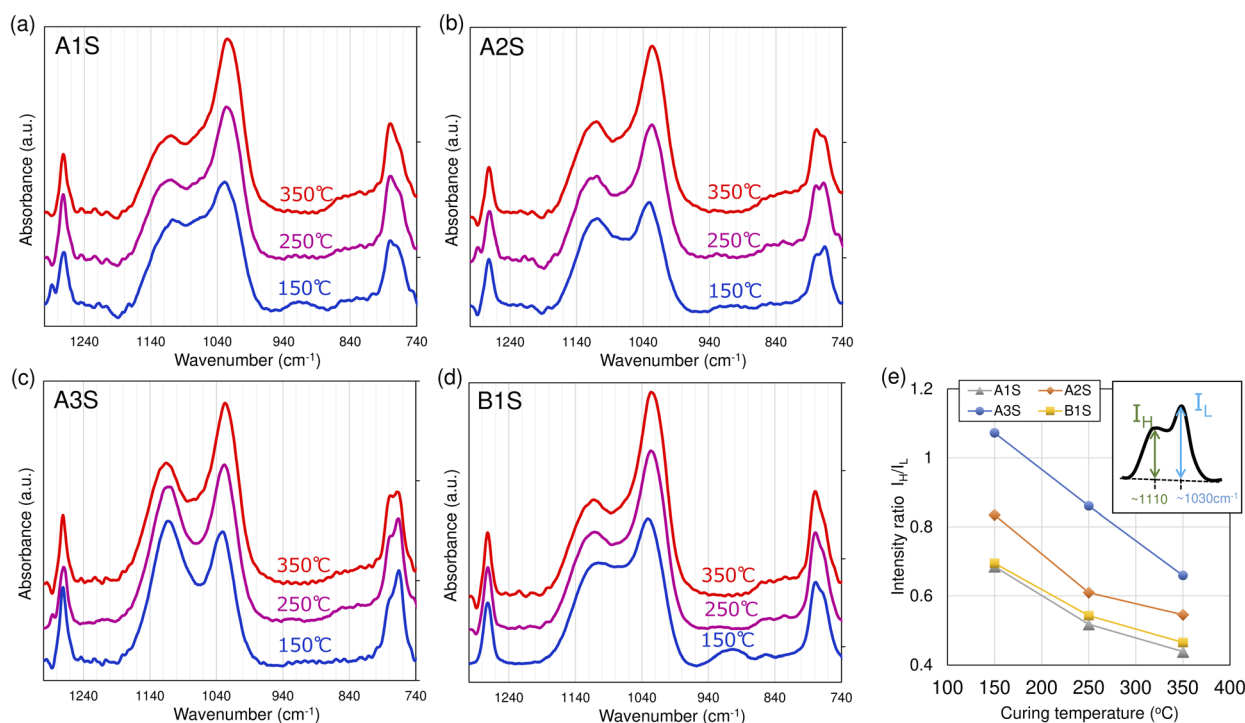 (a)
A1S
Absorbance (a.u.)
350℃
250℃
150℃
1240 1140 1040 940 840 740
Wavenumber (cm⁻¹)
(b)
A2S
Absorbance (a.u.)
350℃
250℃
150℃
1240 1140 1040 940 840 740
Wavenumber (cm⁻¹)
(c)
A3S
Absorbance (a.u.)
350℃
250℃
150℃
1240 1140 1040 940 840 740
Wavenumber (cm⁻¹)
(d)
B1S
Absorbance (a.u.)
350℃
250℃
150℃
1240 1140 1040 940 840 740
Wavenumber (cm⁻¹)
(e)
Intensity ratio I_H/I_L
1.2
1
0.8
0.6
0.4
A1S A2S
A3S B1S
I_H I_L
~1110 ~1030cm⁻¹
100 150 200 250 300 350 400
Curing temperature (ºC)